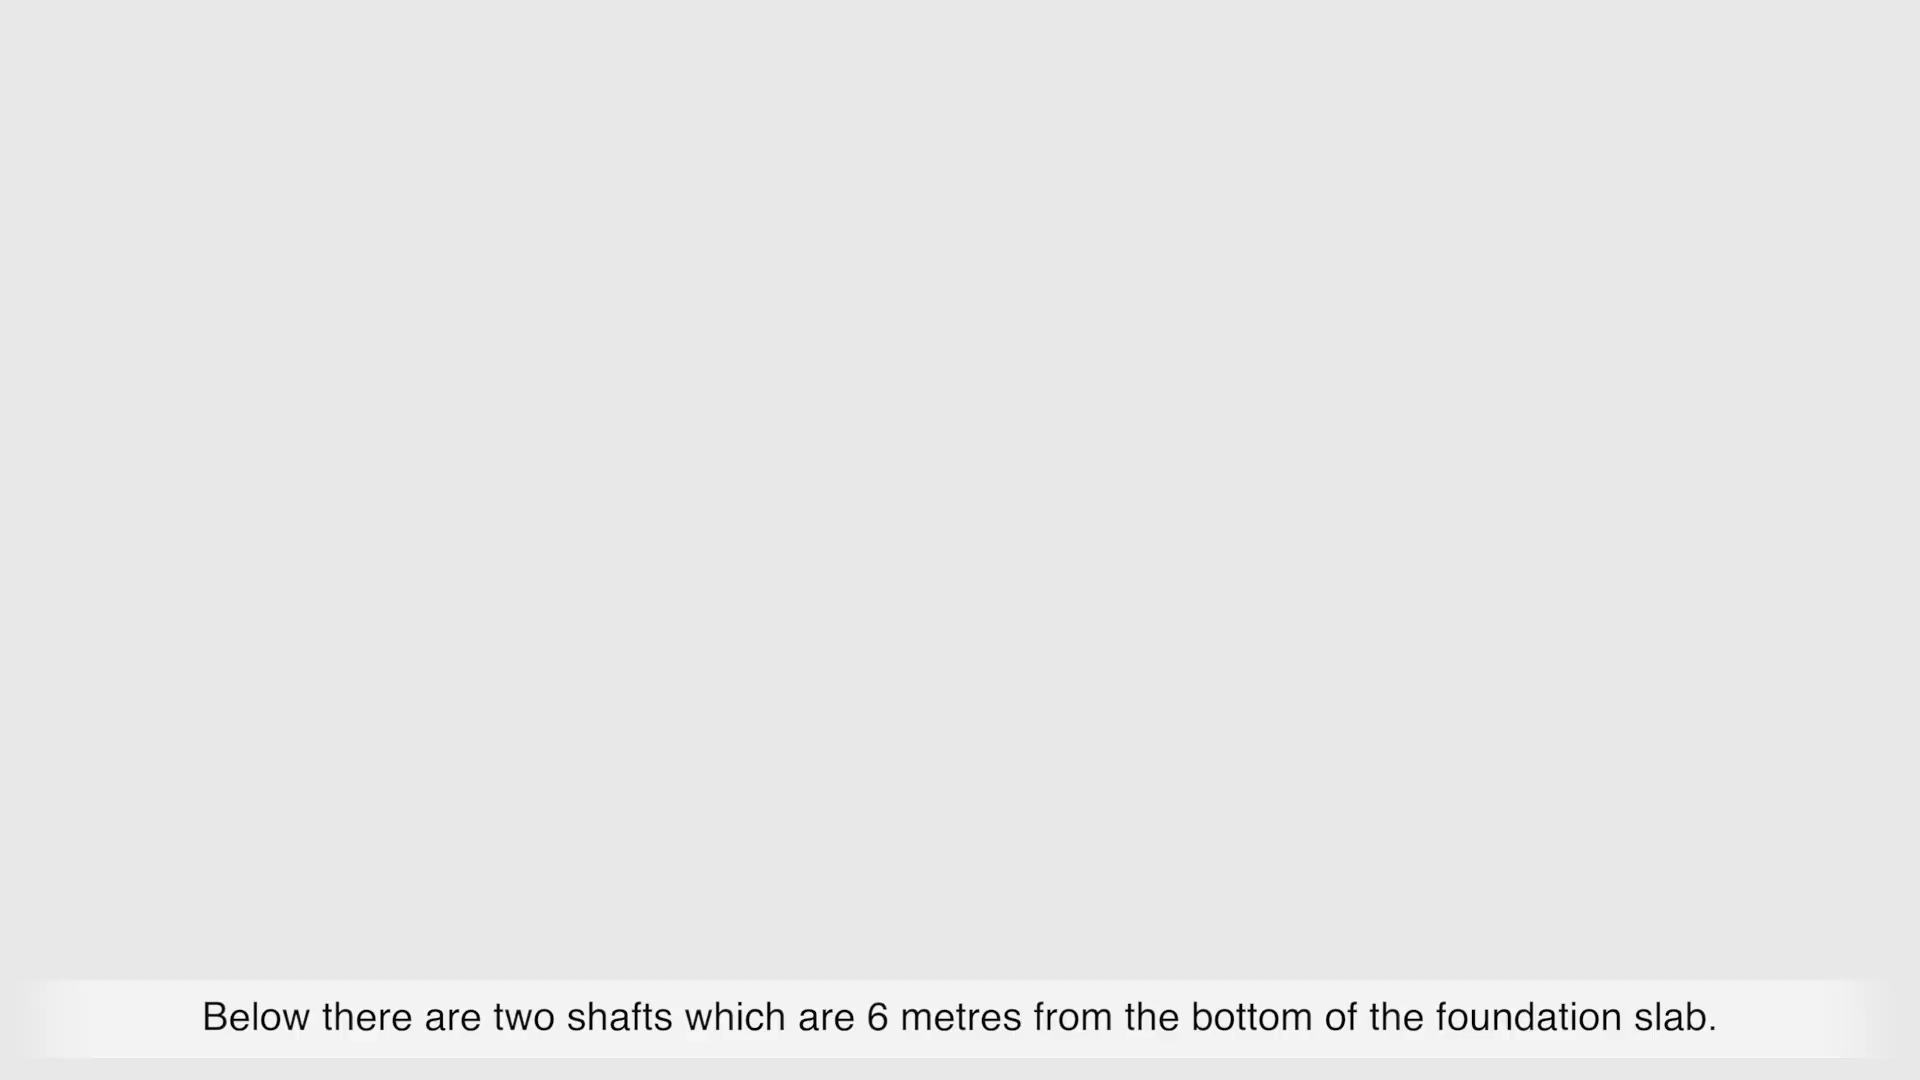 Below there are two shafts which are 6 metres from the bottom of the foundation slab.